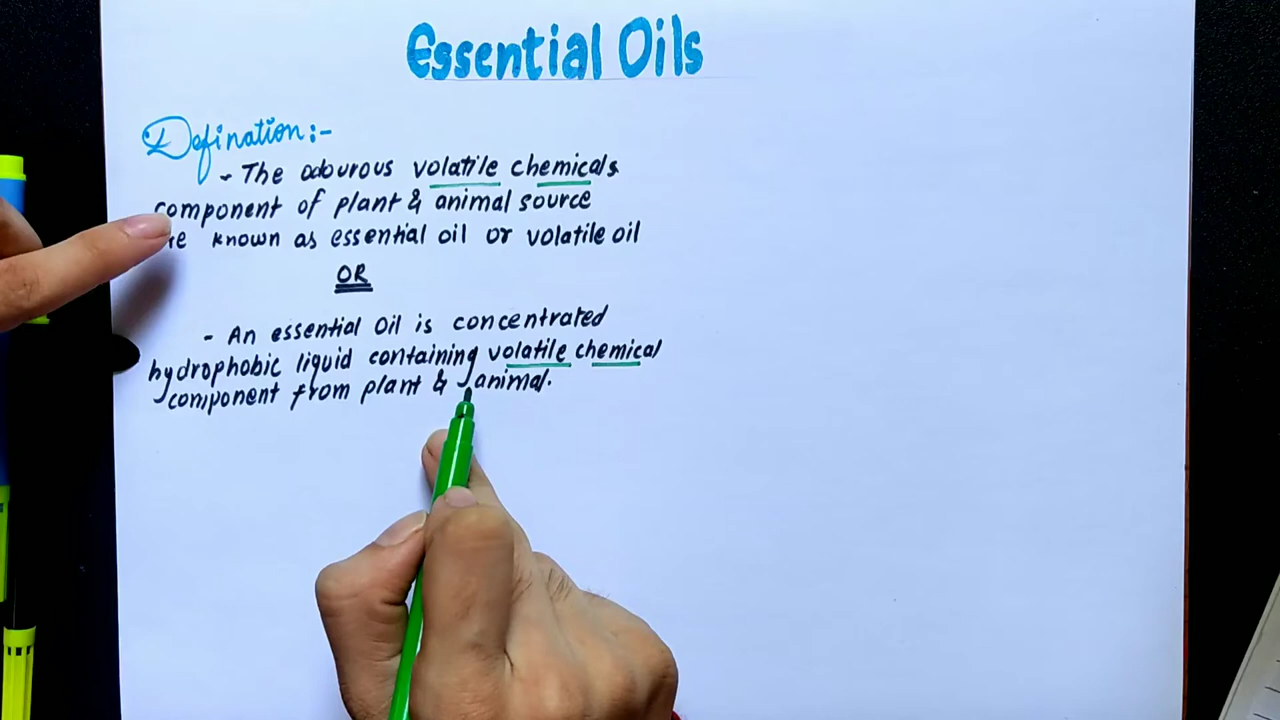 Essential Oils
Defination:-
- The odourous volatile chemicals
component of plant & animal source
known as essential oil or volatile oil
OR
- An essential oil is concentrated
hydrophobic liquid containing volatile chemical
component from plant & animal.